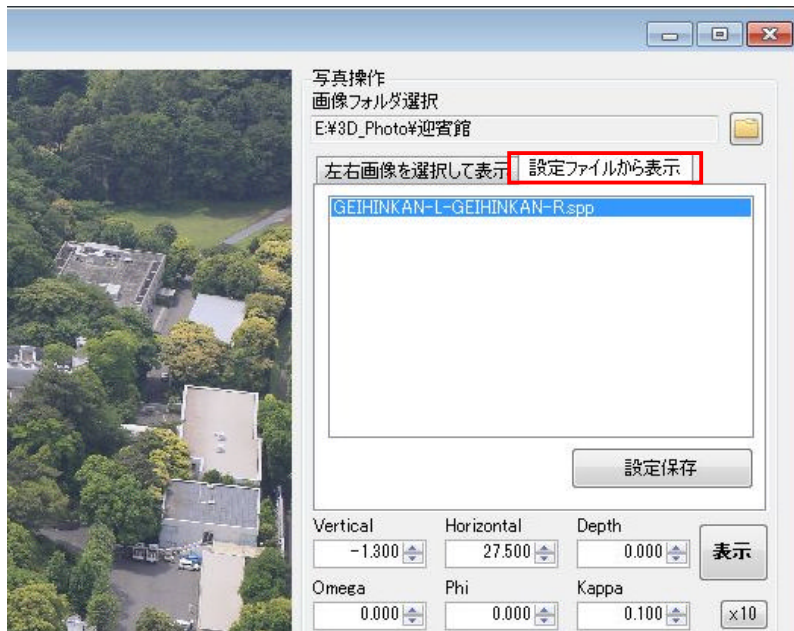 写真操作
画像フォルダ選択
E:¥3D_Photo¥迎賓館
左右画像を選択して表示
設定ファイルから表示
GEIHINKAN-L-GEIHINKAN-R.spp
設定保存
Vertical Horizontal Depth
-1.300 27.500 0.000 表示
Omega Phi Kappa
0.000 0.000 0.100 x10